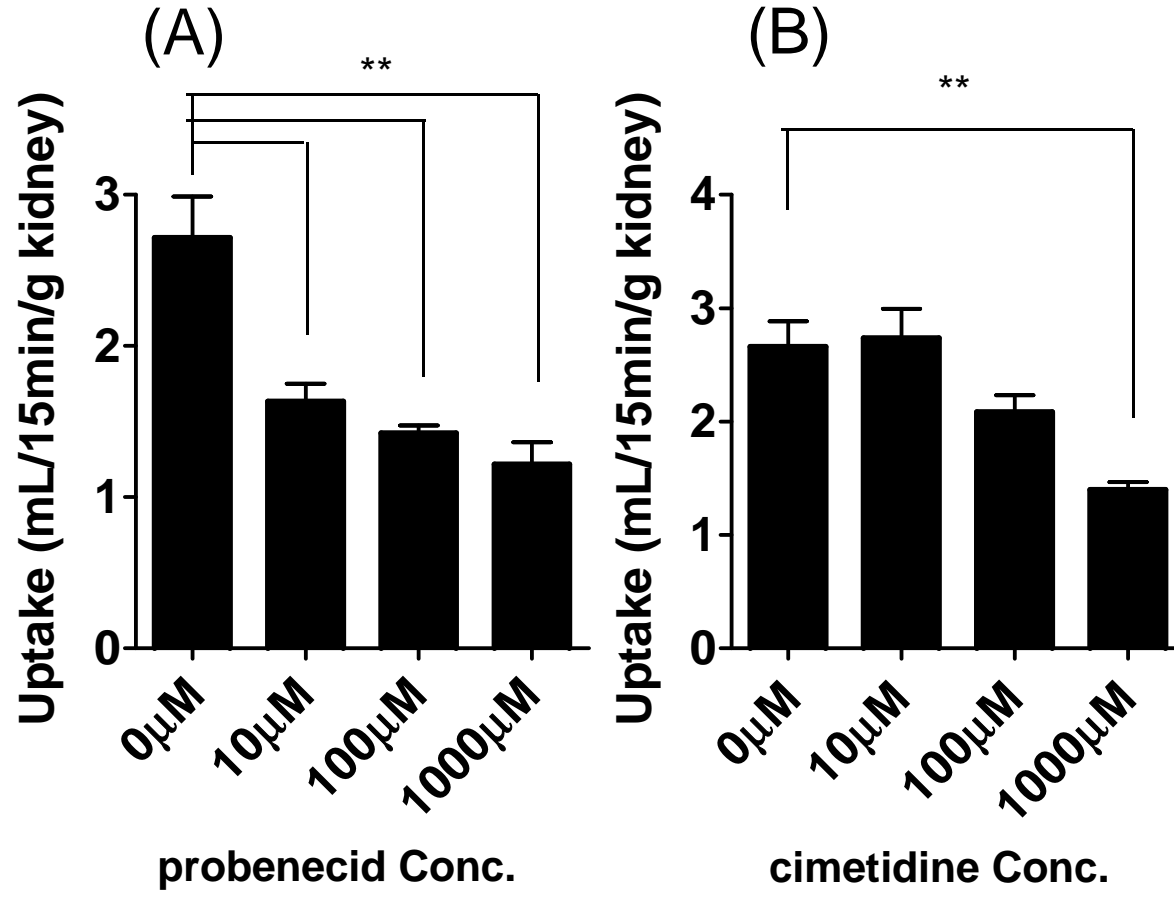 (A)
**
Uptake (mL/15min/g kidney)
3
2
1
0
0μM
10μM
100μM
1000μM
probenecid Conc.
(B)
**
Uptake (mL/15min/g kidney)
4
3
2
1
0
0μM
10μM
100μM
1000μM
cimetidine Conc.